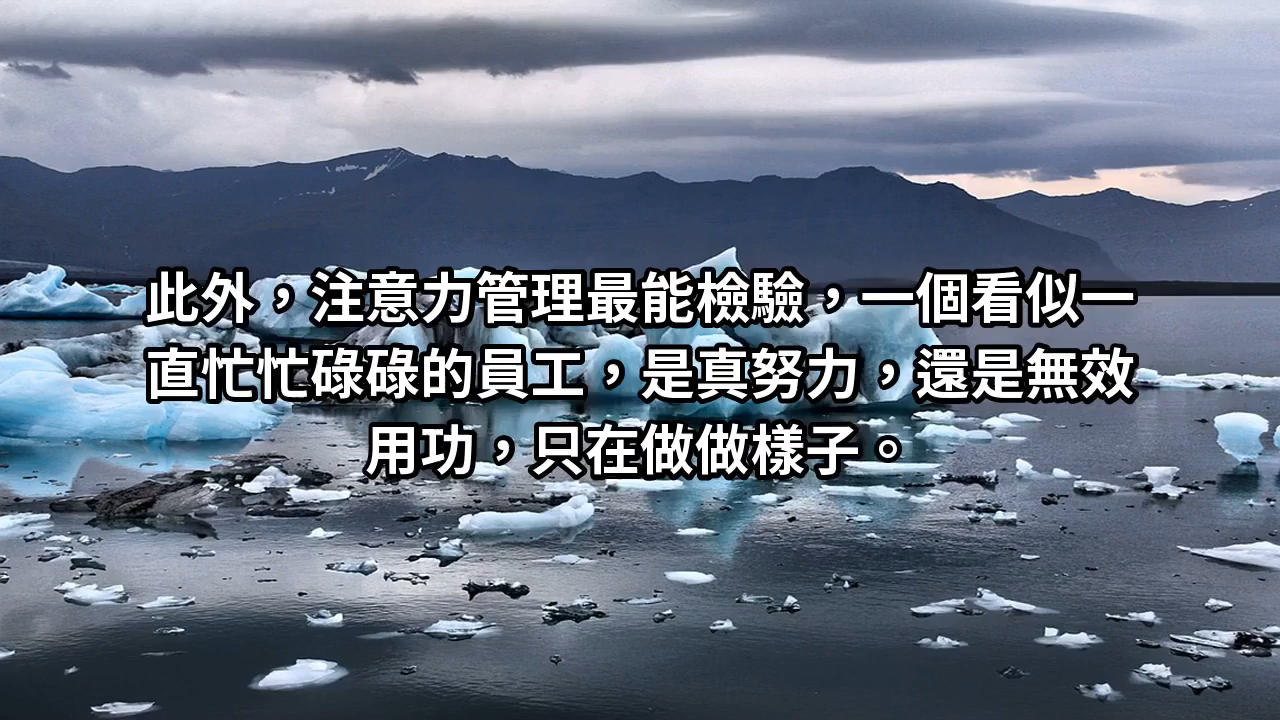 此外，注意力管理最能檢驗，一個看似一
直忙忙碌碌的員工，是真努力，還是無效
用功，只在做做樣子。